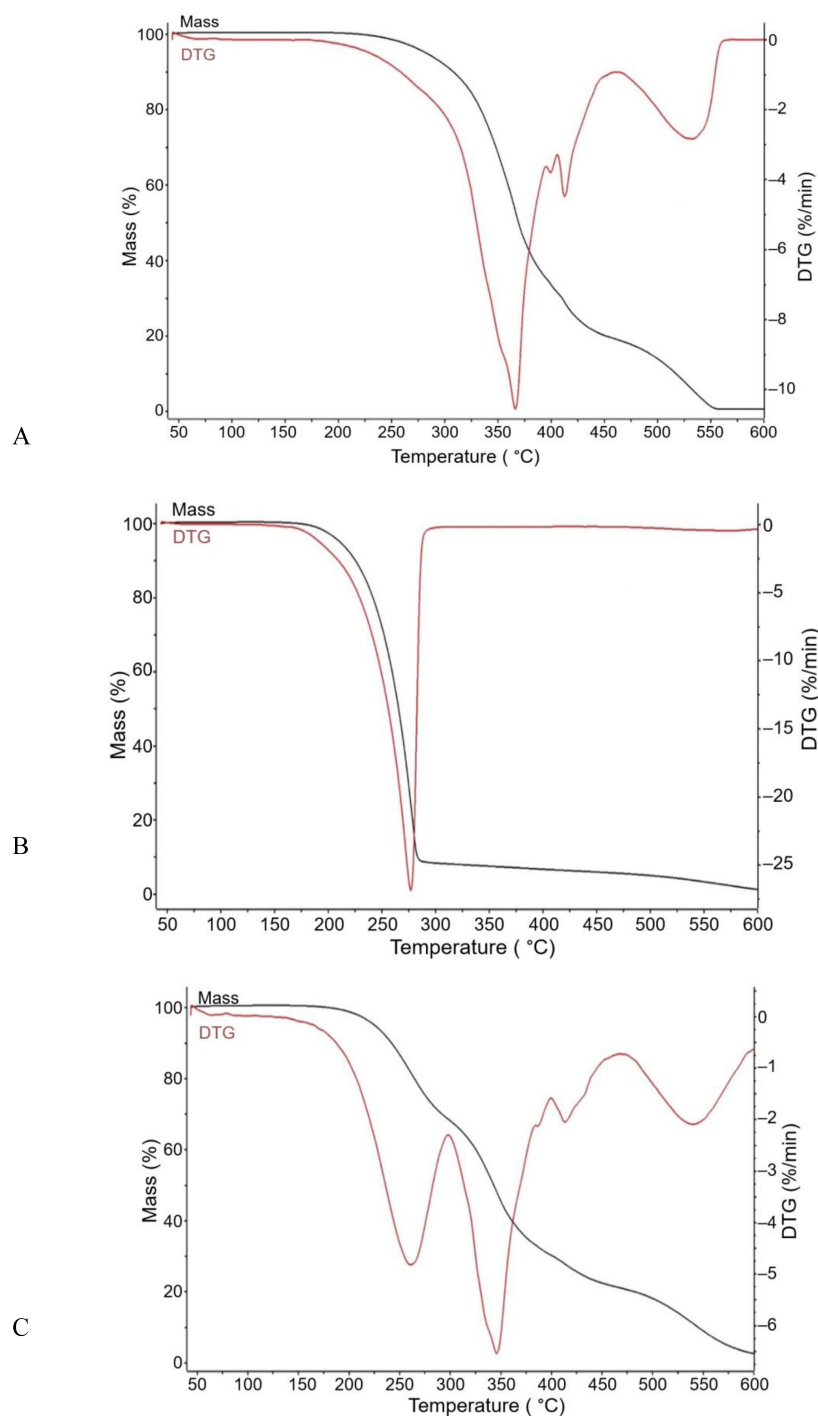 Mass
DTG
100
80
60
40
20
0
Mass (%)
0
–2
–4
–6
–8
–10
DTG (%/min)
50 100 150 200 250 300 350 400 450 500 550 600
Temperature ( °C)
A
Mass
DTG
100
80
60
40
20
0
Mass (%)
0
–5
–10
–15
–20
–25
DTG (%/min)
50 100 150 200 250 300 350 400 450 500 550 600
Temperature ( °C)
B
Mass
DTG
100
80
60
40
20
0
Mass (%)
0
–1
–2
–3
–4
–5
–6
DTG (%/min)
50 100 150 200 250 300 350 400 450 500 550 600
Temperature ( °C)
C